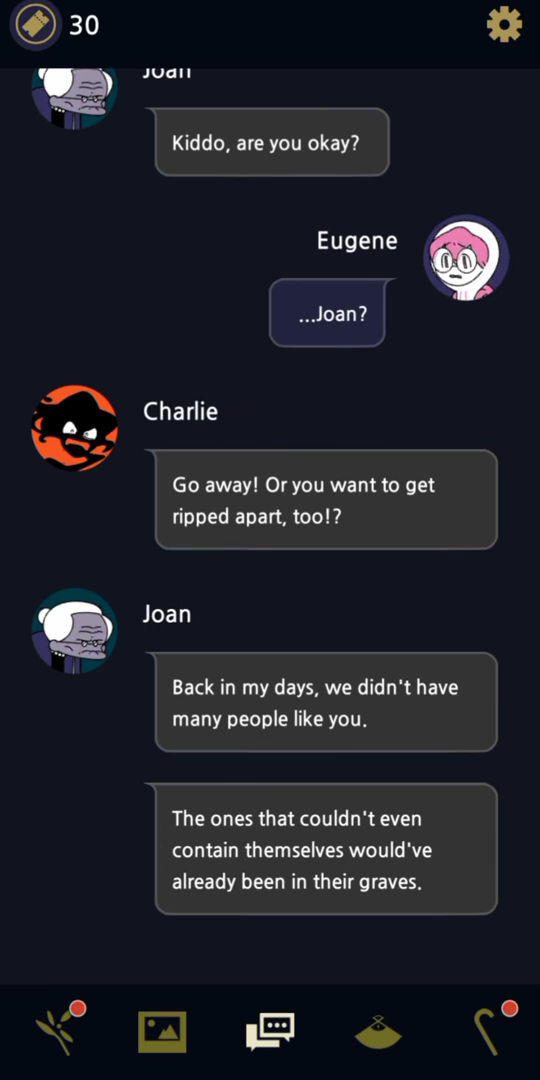 30
Joan
Kiddo, are you okay?
Eugene
...Joan?
Charlie
Go away! Or you want to get
ripped apart, too!?
Joan
Back in my days, we didn't have
many people like you.
The ones that couldn't even
contain themselves would've
already been in their graves.